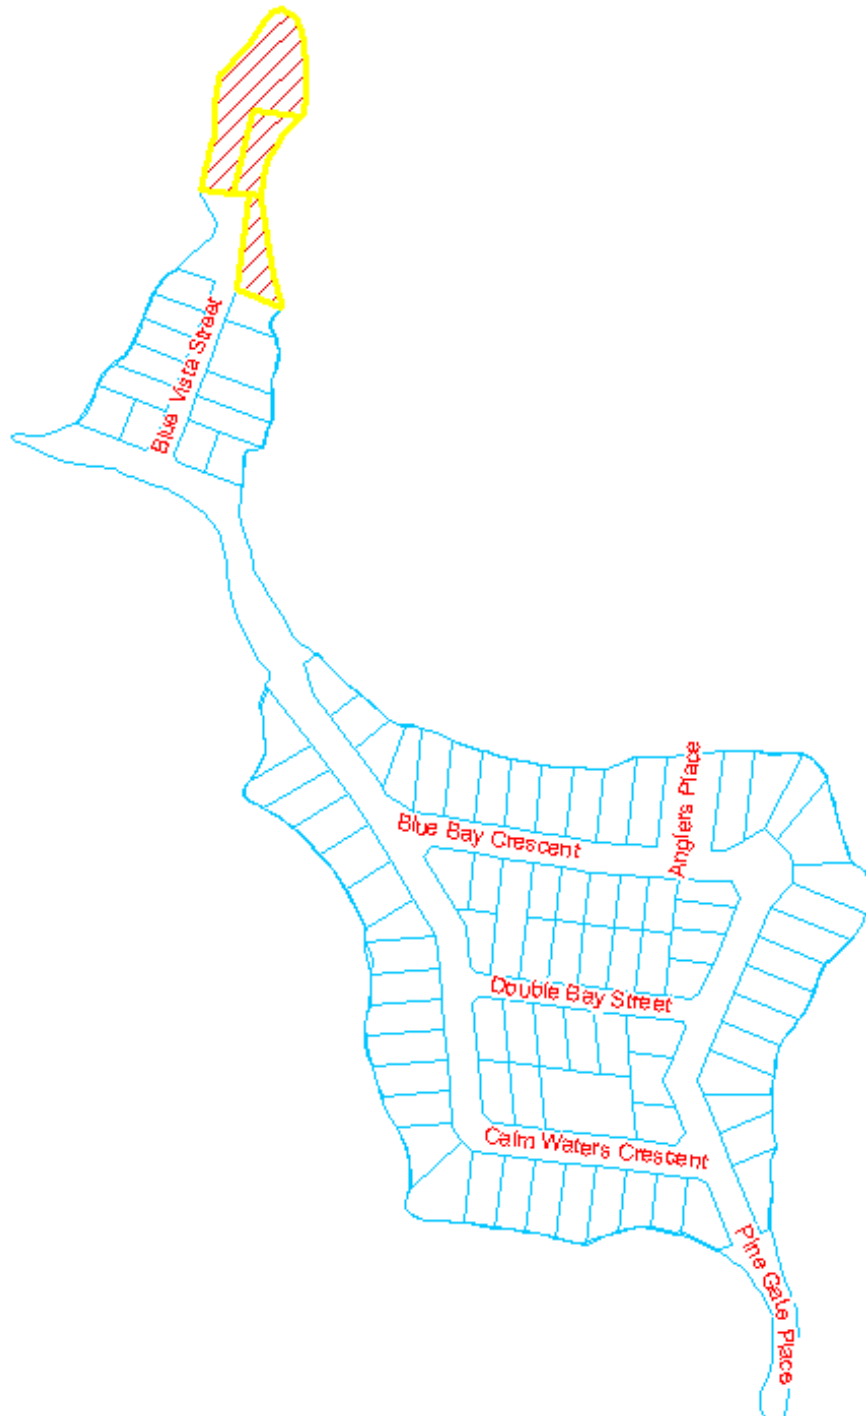 Blue Vista Street
Anglers Place
Blue Bay Crescent
Double Bay Street
Calm Waters Crescent
Pine Gate Place